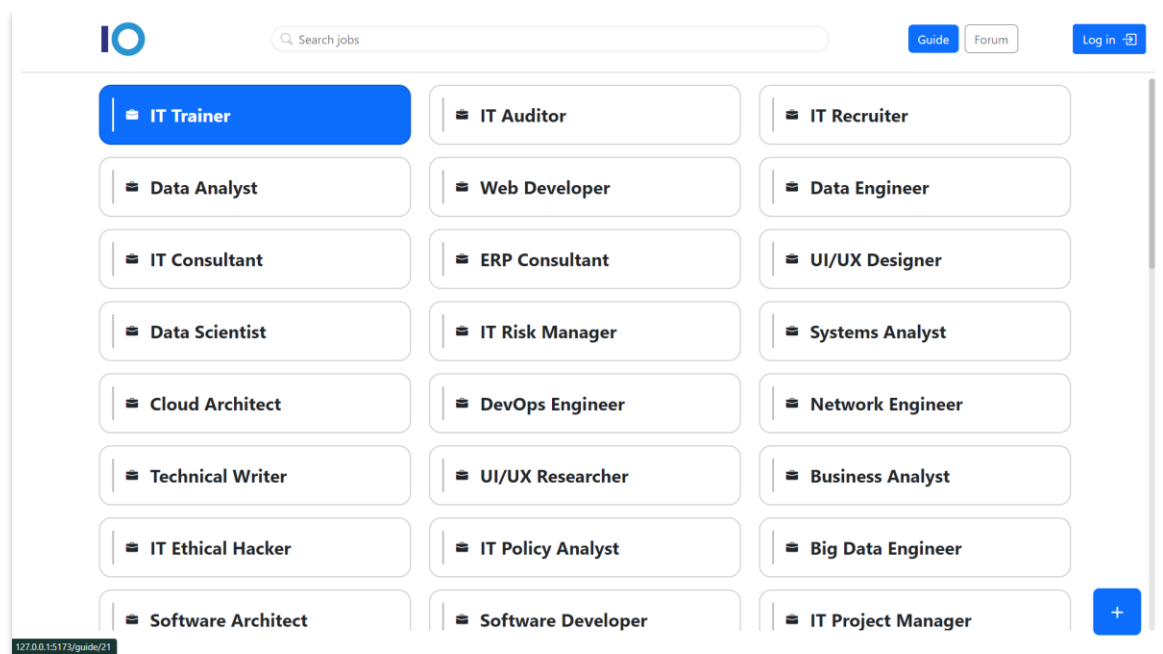 IO
Search jobs
Guide
Forum
Log in
IT Trainer
IT Auditor
IT Recruiter
Data Analyst
Web Developer
Data Engineer
IT Consultant
ERP Consultant
UI/UX Designer
Data Scientist
IT Risk Manager
Systems Analyst
Cloud Architect
DevOps Engineer
Network Engineer
Technical Writer
UI/UX Researcher
Business Analyst
IT Ethical Hacker
IT Policy Analyst
Big Data Engineer
Software Architect
Software Developer
IT Project Manager
+
127.0.0.1:5173/guide/21